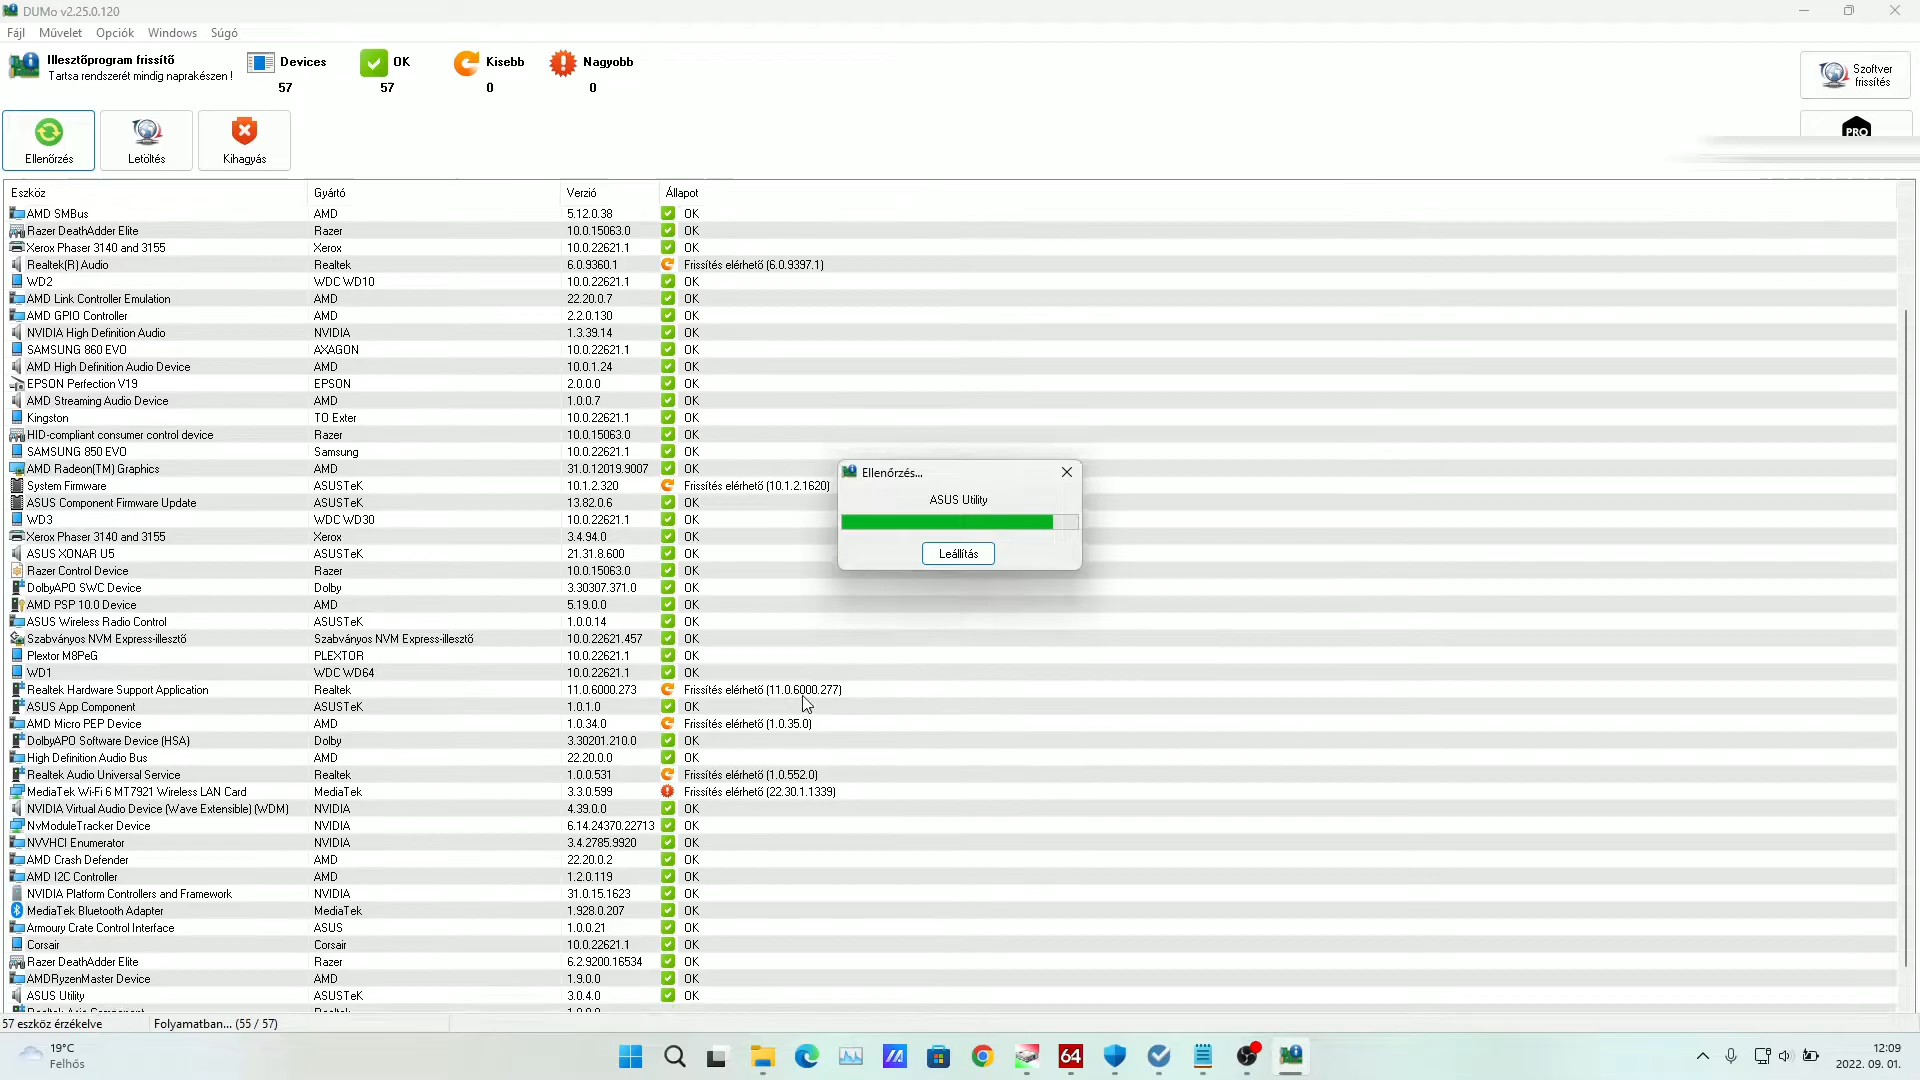 DUMo v2.25.0.120
Fájl Művelet Opciók Windows Súgó
Illesztőprogram frissítő
Tartsa rendszerét mindig naprakészen !
Devices
57
OK
57
Kisebb
0
Nagyobb
0
Szoftver
frissítés
PRO
Ellenőrzés
Letöltés
Kihagyás
Eszköz Gyártó Verzió Állapot
AMD SMBus AMD 5.12.0.38 OK
Razer DeathAdder Elite Razer 10.0.15063.0 OK
Xerox Phaser 3140 and 3155 Xerox 10.0.22621.1 OK
Realtek(R) Audio Realtek 6.0.9360.1 Frissítés elérhető (6.0.9397.1)
WD2 WDC WD10 10.0.22621.1 OK
AMD Link Controller Emulation AMD 22.20.0.7 OK
AMD GPIO Controller AMD 2.2.0.130 OK
NVIDIA High Definition Audio NVIDIA 1.3.39.14 OK
SAMSUNG 860 EVO AXAGON 10.0.22621.1 OK
AMD High Definition Audio Device AMD 10.0.1.24 OK
EPSON Perfection V19 EPSON 2.0.0.0 OK
AMD Streaming Audio Device AMD 1.0.0.7 OK
Kingston TO Exter 10.0.22621.1 OK
HID-compliant consumer control device Razer 10.0.15063.0 OK
SAMSUNG 850 EVO Samsung 10.0.22621.1 OK
AMD Radeon(TM) Graphics AMD 31.0.12019.9007 OK
System Firmware ASUSTeK 10.1.2.320 Frissítés elérhető (10.1.2.1620)
ASUS Component Firmware Update ASUSTeK 13.82.0.6 OK
WD3 WDC WD30 10.0.22621.1 OK
Xerox Phaser 3140 and 3155 Xerox 3.4.94.0 OK
ASUS XONAR U5 ASUSTeK 21.31.8.600 OK
Razer Control Device Razer 10.0.15063.0 OK
DolbyAPO SWC Device Dolby 3.30307.371.0 OK
AMD PSP 10.0 Device AMD 5.19.0.0 OK
ASUS Wireless Radio Control ASUSTeK 1.0.0.14 OK
Szabványos NVM Express-illesztő Szabványos NVM Express-illesztő 10.0.22621.457 OK
Plextor M8PeG PLEXTOR 10.0.22621.1 OK
WD1 WDC WD64 10.0.22621.1 OK
Realtek Hardware Support Application Realtek 11.0.6000.273 Frissítés elérhető (11.0.6000.277)
ASUS App Component ASUSTeK 1.0.1.0 OK
AMD Micro PEP Device AMD 1.0.34.0 Frissítés elérhető (1.0.35.0)
DolbyAPO Software Device (HSA) Dolby 3.30201.210.0 OK
High Definition Audio Bus AMD 22.20.0.0 OK
Realtek Audio Universal Service Realtek 1.0.0.531 Frissítés elérhető (1.0.552.0)
MediaTek Wi-Fi 6 MT7921 Wireless LAN Card MediaTek 3.3.0.599 Frissítés elérhető (22.30.1.1339)
NVIDIA Virtual Audio Device (Wave Extensible) (WDM) NVIDIA 4.39.0.0 OK
NvModuleTracker Device NVIDIA 6.14.24370.22713 OK
NVVHCI Enumerator NVIDIA 3.4.2785.9920 OK
AMD Crash Defender AMD 22.20.0.2 OK
AMD I2C Controller AMD 1.2.0.119 OK
NVIDIA Platform Controllers and Framework NVIDIA 31.0.15.1623 OK
MediaTek Bluetooth Adapter MediaTek 1.928.0.207 OK
Armoury Crate Control Interface ASUS 1.0.0.21 OK
Corsair Corsair 10.0.22621.1 OK
Razer DeathAdder Elite Razer 6.2.9200.16534 OK
AMDRyzenMaster Device AMD 1.9.0.0 OK
ASUS Utility ASUSTeK 3.0.4.0 OK
Ellenőrzés...
ASUS Utility
Leállítás
57 eszköz érzékelve Folyamatban... (55 / 57)
19°C
Felhős
64
12:09
2022. 09. 01.